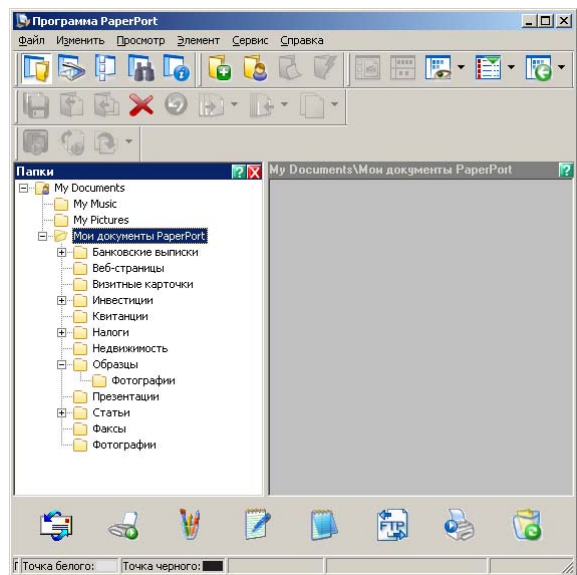 Программа PaperPort
Файл Изменить Просмотр Элемент Сервис Справка
Папки
My Documents\Мои документы PaperPort
My Documents
My Music
My Pictures
Мои документы PaperPort
Банковские выписки
Веб-страницы
Визитные карточки
Инвестиции
Квитанции
Налоги
Недвижимость
Образцы
Фотографии
Презентации
Статьи
Факсы
Фотографии
FTP
Точка белого: Точка черного: